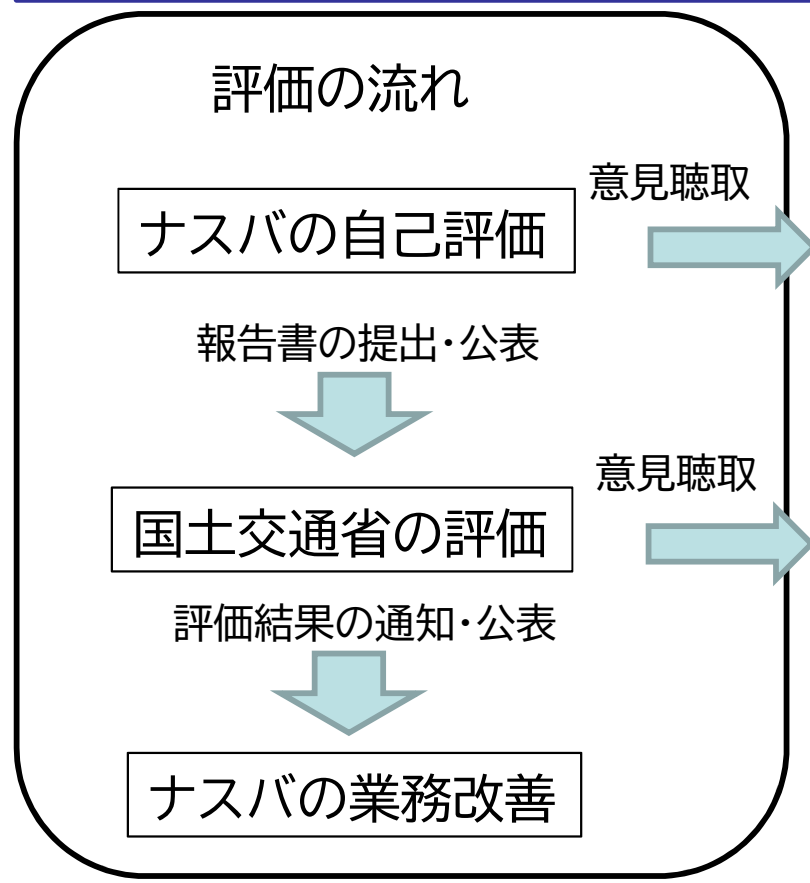 評価の流れ
意見聴取
ナスバの自己評価
報告書の提出・公表
意見聴取
国土交通省の評価
評価結果の通知・公表
ナスバの業務改善